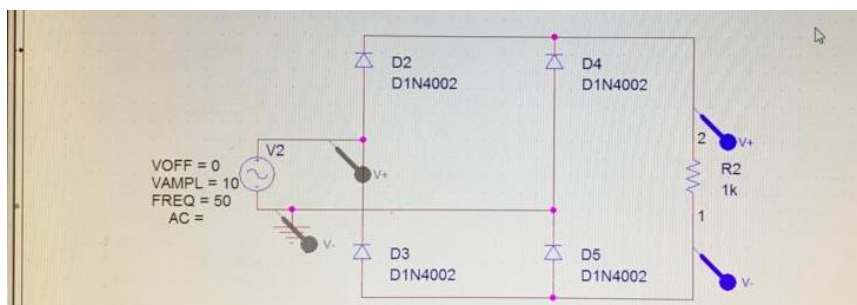 D2
D1N4002
D4
D1N4002
V2
VOFF = 0
VAMPL = 10
FREQ = 50
AC =
V+
V-
2
V+
R2
1k
1
D3
D1N4002
D5
D1N4002
V-